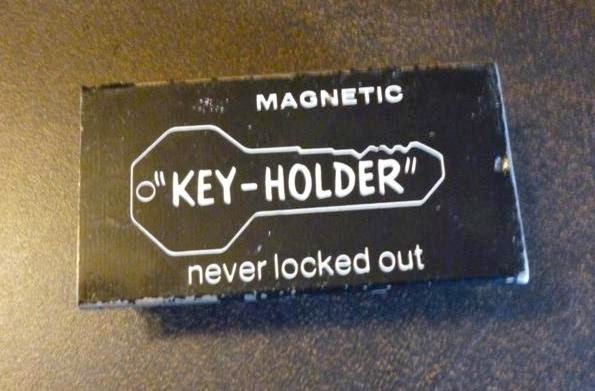 MAGNETIC
"KEY-HOLDER"
never locked out